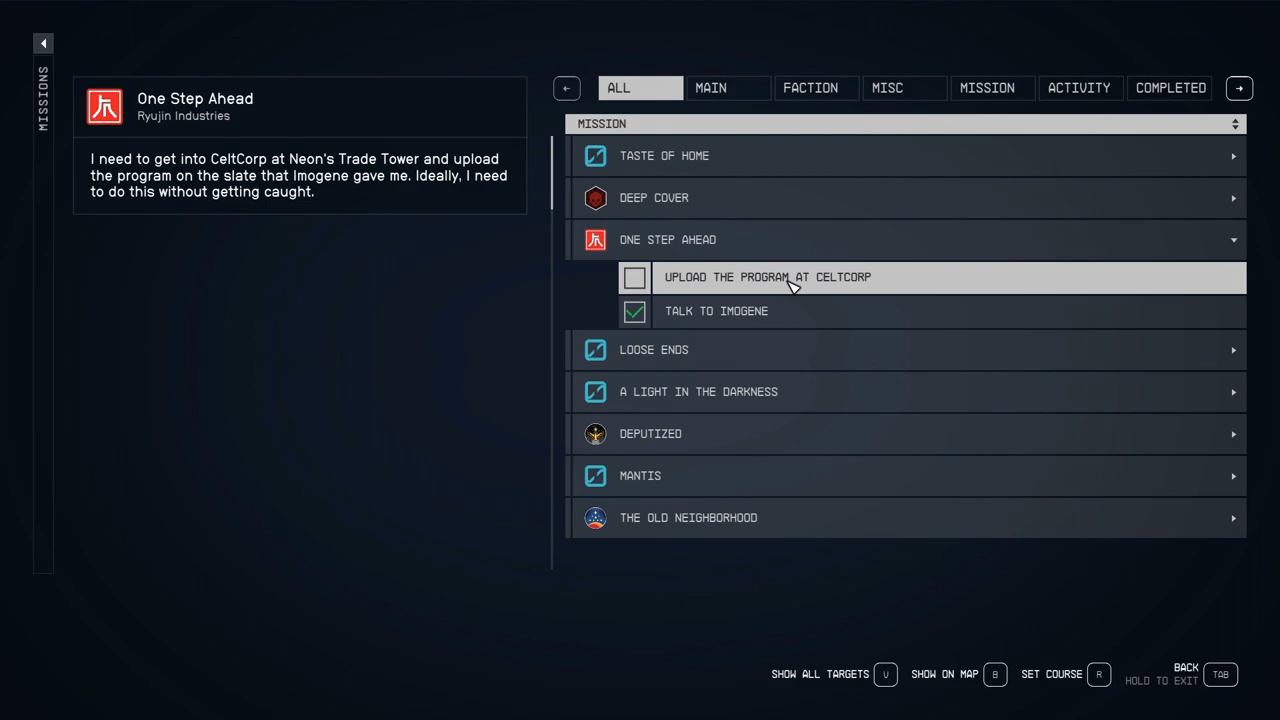 MISSIONS
One Step Ahead
Ryujin Industries
I need to get into CeltCorp at Neon's Trade Tower and upload
the program on the slate that Imogene gave me. Ideally, I need
to do this without getting caught.
ALL MAIN FACTION MISC MISSION ACTIVITY COMPLETED
MISSION
TASTE OF HOME
DEEP COVER
ONE STEP AHEAD
UPLOAD THE PROGRAM AT CELTCORP
TALK TO IMOGENE
LOOSE ENDS
A LIGHT IN THE DARKNESS
DEPUTIZED
MANTIS
THE OLD NEIGHBORHOOD
SHOW ALL TARGETS V SHOW ON MAP B SET COURSE R BACK TAB
HOLD TO EXIT